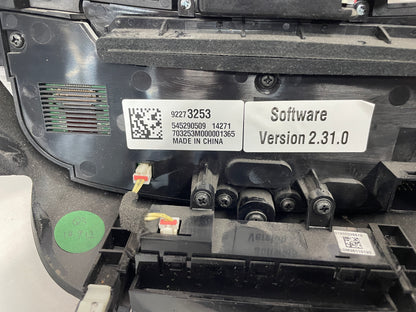 92273253
545290509 14271
703253M000001365
MADE IN CHINA
Software
Version 2.31.0